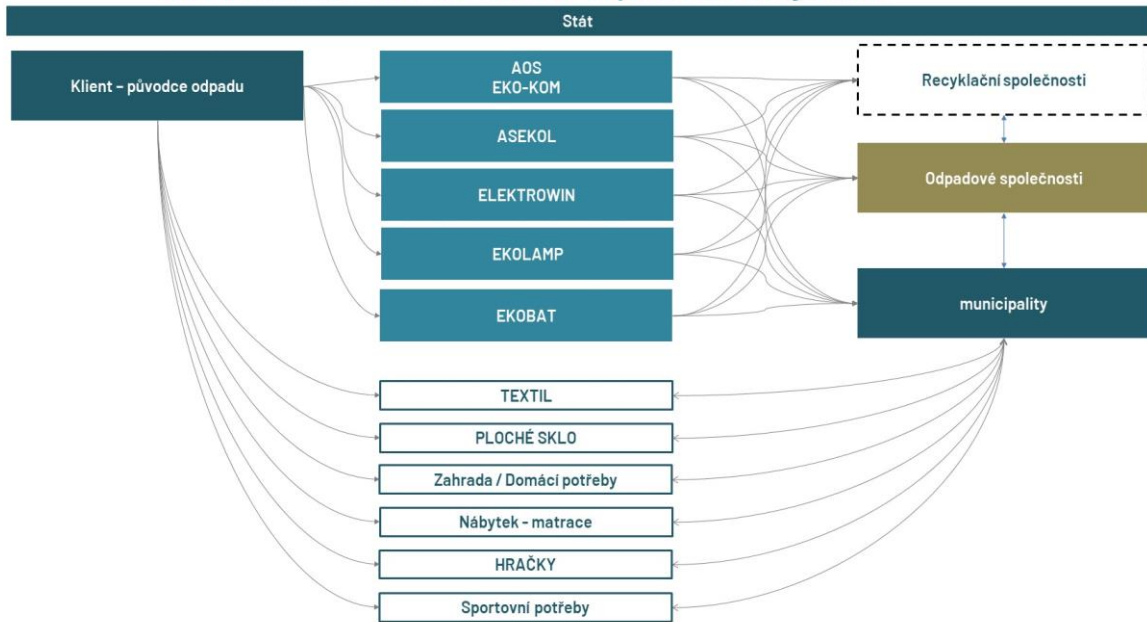 Stát
Klient – původce odpadu
AOS
EKO-KOM
ASEKOL
ELEKTROWIN
EKOLAMP
EKOBAT
Recyklační společnosti
Odpadové společnosti
municipality
TEXTIL
PLOCHÉ SKLO
Zahrada / Domácí potřeby
Nábytek - matrace
HRAČKY
Sportovní potřeby